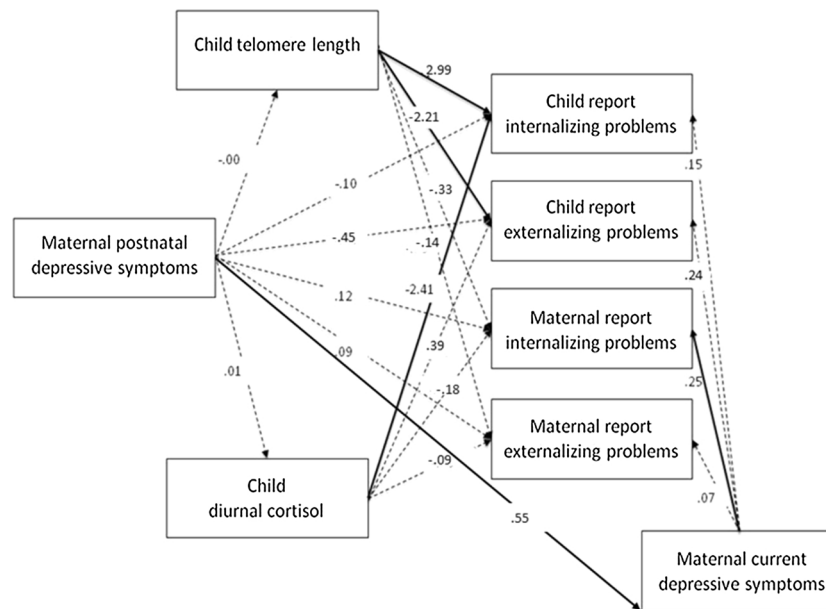 Child telomere length
-2.99
Child report
internalizing problems
-2.21
.15
-.00
-.10
-.33
Child report
externalizing problems
Maternal postnatal
depressive symptoms
-.45
-.14
.24
-2.41
.12
Maternal report
internalizing problems
.39
.09
.01
-.18
.25
Maternal report
externalizing problems
-.09
Child
diurnal cortisol
.07
.55
Maternal current
depressive symptoms